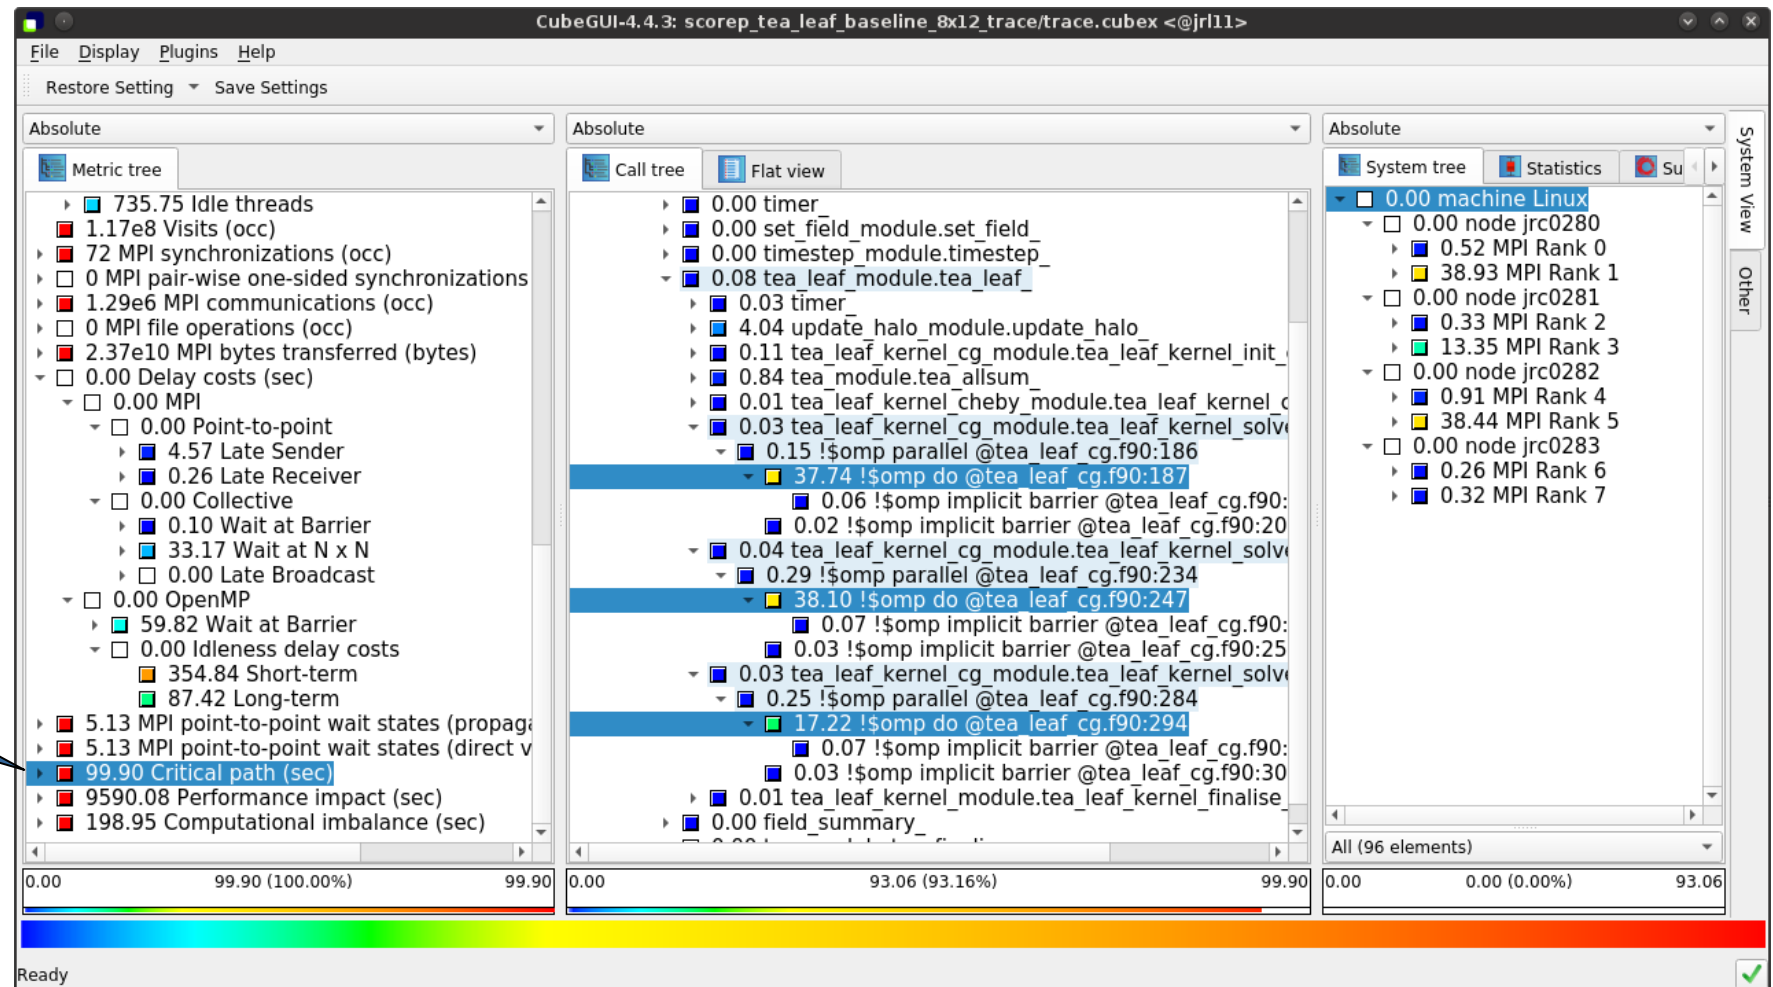 CubeGUI-4.4.3: scorep_tea_leaf_baseline_8x12_trace/trace.cubex <@jrl11>
File Display Plugins Help
Restore Setting Save Settings
Absolute
Metric tree
735.75 Idle threads
1.17e8 Visits (occ)
72 MPI synchronizations (occ)
0 MPI pair-wise one-sided synchronizations
1.29e6 MPI communications (occ)
0 MPI file operations (occ)
2.37e10 MPI bytes transferred (bytes)
0.00 Delay costs (sec)
0.00 MPI
0.00 Point-to-point
4.57 Late Sender
0.26 Late Receiver
0.00 Collective
0.10 Wait at Barrier
33.17 Wait at N x N
0.00 Late Broadcast
0.00 OpenMP
59.82 Wait at Barrier
0.00 Idleness delay costs
354.84 Short-term
87.42 Long-term
5.13 MPI point-to-point wait states (propaga
5.13 MPI point-to-point wait states (direct v
99.90 Critical path (sec)
9590.08 Performance impact (sec)
198.95 Computational imbalance (sec)
0.00 99.90 (100.00%) 99.90
Absolute
Call tree Flat view
0.00 timer_
0.00 set_field_module.set_field_
0.00 timestep_module.timestep_
0.08 tea_leaf_module.tea_leaf_
0.03 timer_
4.04 update_halo_module.update_halo_
0.11 tea_leaf_kernel_cg_module.tea_leaf_kernel_init_
0.84 tea_module.tea_allsum_
0.01 tea_leaf_kernel_cheby_module.tea_leaf_kernel_c
0.03 tea_leaf_kernel_cg_module.tea_leaf_kernel_solve
0.15 !$omp parallel @tea_leaf_cg.f90:186
37.74 !$omp do @tea_leaf_cg.f90:187
0.06 !$omp implicit barrier @tea_leaf_cg.f90:
0.02 !$omp implicit barrier @tea_leaf_cg.f90:20
0.04 tea_leaf_kernel_cg_module.tea_leaf_kernel_solve
0.29 !$omp parallel @tea_leaf_cg.f90:234
38.10 !$omp do @tea_leaf_cg.f90:247
0.07 !$omp implicit barrier @tea_leaf_cg.f90:
0.03 !$omp implicit barrier @tea_leaf_cg.f90:25
0.03 tea_leaf_kernel_cg_module.tea_leaf_kernel_solve
0.25 !$omp parallel @tea_leaf_cg.f90:284
17.22 !$omp do @tea_leaf_cg.f90:294
0.07 !$omp implicit barrier @tea_leaf_cg.f90:
0.03 !$omp implicit barrier @tea_leaf_cg.f90:30
0.01 tea_leaf_kernel_module.tea_leaf_kernel_finalise_
0.00 field_summary_
0.00 93.06 (93.16%) 99.90
Absolute
System tree Statistics Su
0.00 machine Linux
0.00 node jrc0280
0.52 MPI Rank 0
38.93 MPI Rank 1
0.00 node jrc0281
0.33 MPI Rank 2
13.35 MPI Rank 3
0.00 node jrc0282
0.91 MPI Rank 4
38.44 MPI Rank 5
0.00 node jrc0283
0.26 MPI Rank 6
0.32 MPI Rank 7
All (96 elements)
0.00 0.00 (0.00%) 93.06
System View
Other
Ready